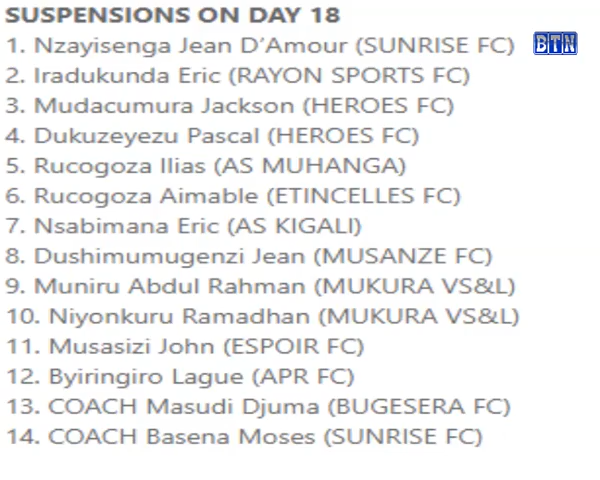 SUSPENSIONS ON DAY 18
1. Nzayisenga Jean D’Amour (SUNRISE FC) BTN
2. Iradukunda Eric (RAYON SPORTS FC)
3. Mudacumura Jackson (HEROES FC)
4. Dukuzeyezu Pascal (HEROES FC)
5. Rucogoza Ilias (AS MUHANGA)
6. Rucogoza Aimable (ETINCELLES FC)
7. Nsabimana Eric (AS KIGALI)
8. Dushimumugenzi Jean (MUSANZE FC)
9. Muniru Abdul Rahman (MUKURA VS&L)
10. Niyonkuru Ramadhan (MUKURA VS&L)
11. Musasizi John (ESPOIR FC)
12. Byiringiro Lague (APR FC)
13. COACH Masudi Djuma (BUGESERA FC)
14. COACH Basena Moses (SUNRISE FC)